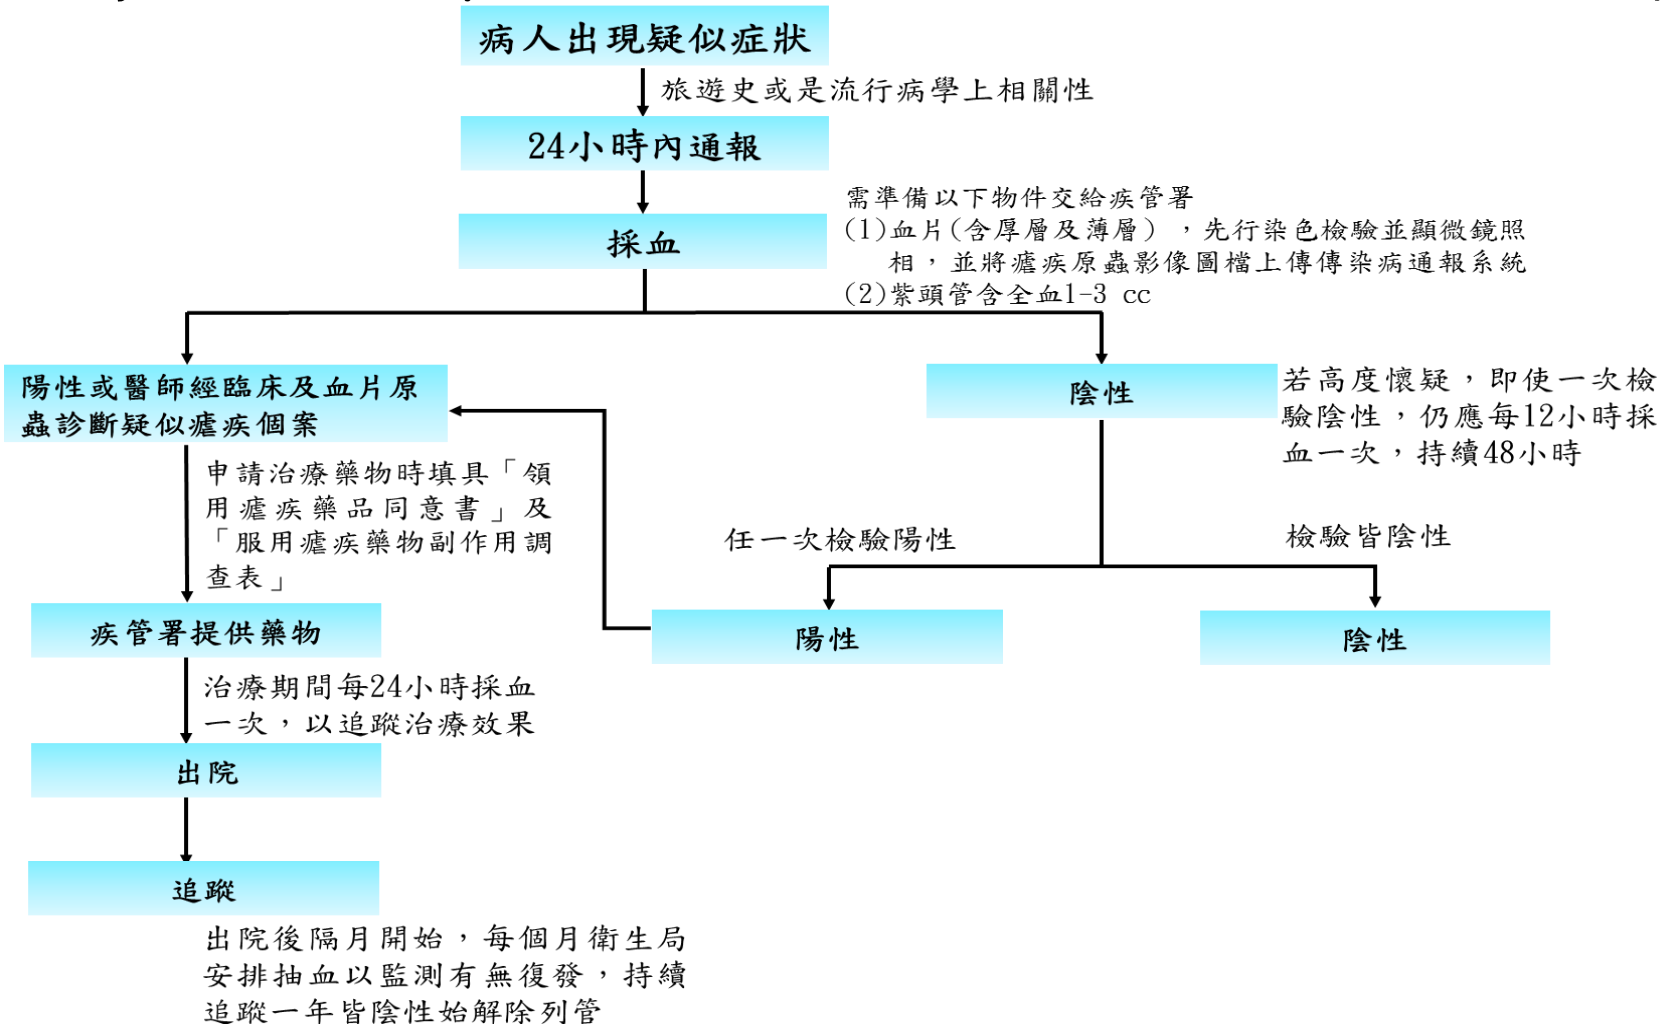 病人出現疑似症狀
旅遊史或是流行病學上相關性
24小時內通報
採血
需準備以下物件交給疾管署
(1)血片(含厚層及薄層),先行染色檢驗並顯微鏡照
相,並將瘧疾原蟲影像圖檔上傳傳染病通報系統
(2)紫頭管含全血1-3 cc
陽性或醫師經臨床及血片原
蟲診斷疑似瘧疾個案
陰性
若高度懷疑,即使一次檢
驗陰性,仍應每12小時採
血一次,持續48小時
申請治療藥物時填具「領
用瘧疾藥品同意書」及
「服用瘧疾藥物副作用調
查表」
任一次檢驗陽性
檢驗皆陰性
疾管署提供藥物
陽性
陰性
治療期間每24小時採血
一次,以追蹤治療效果
出院
追蹤
出院後隔月開始,每個月衛生局
安排抽血以監測有無復發,持續
追蹤一年皆陰性始解除列管